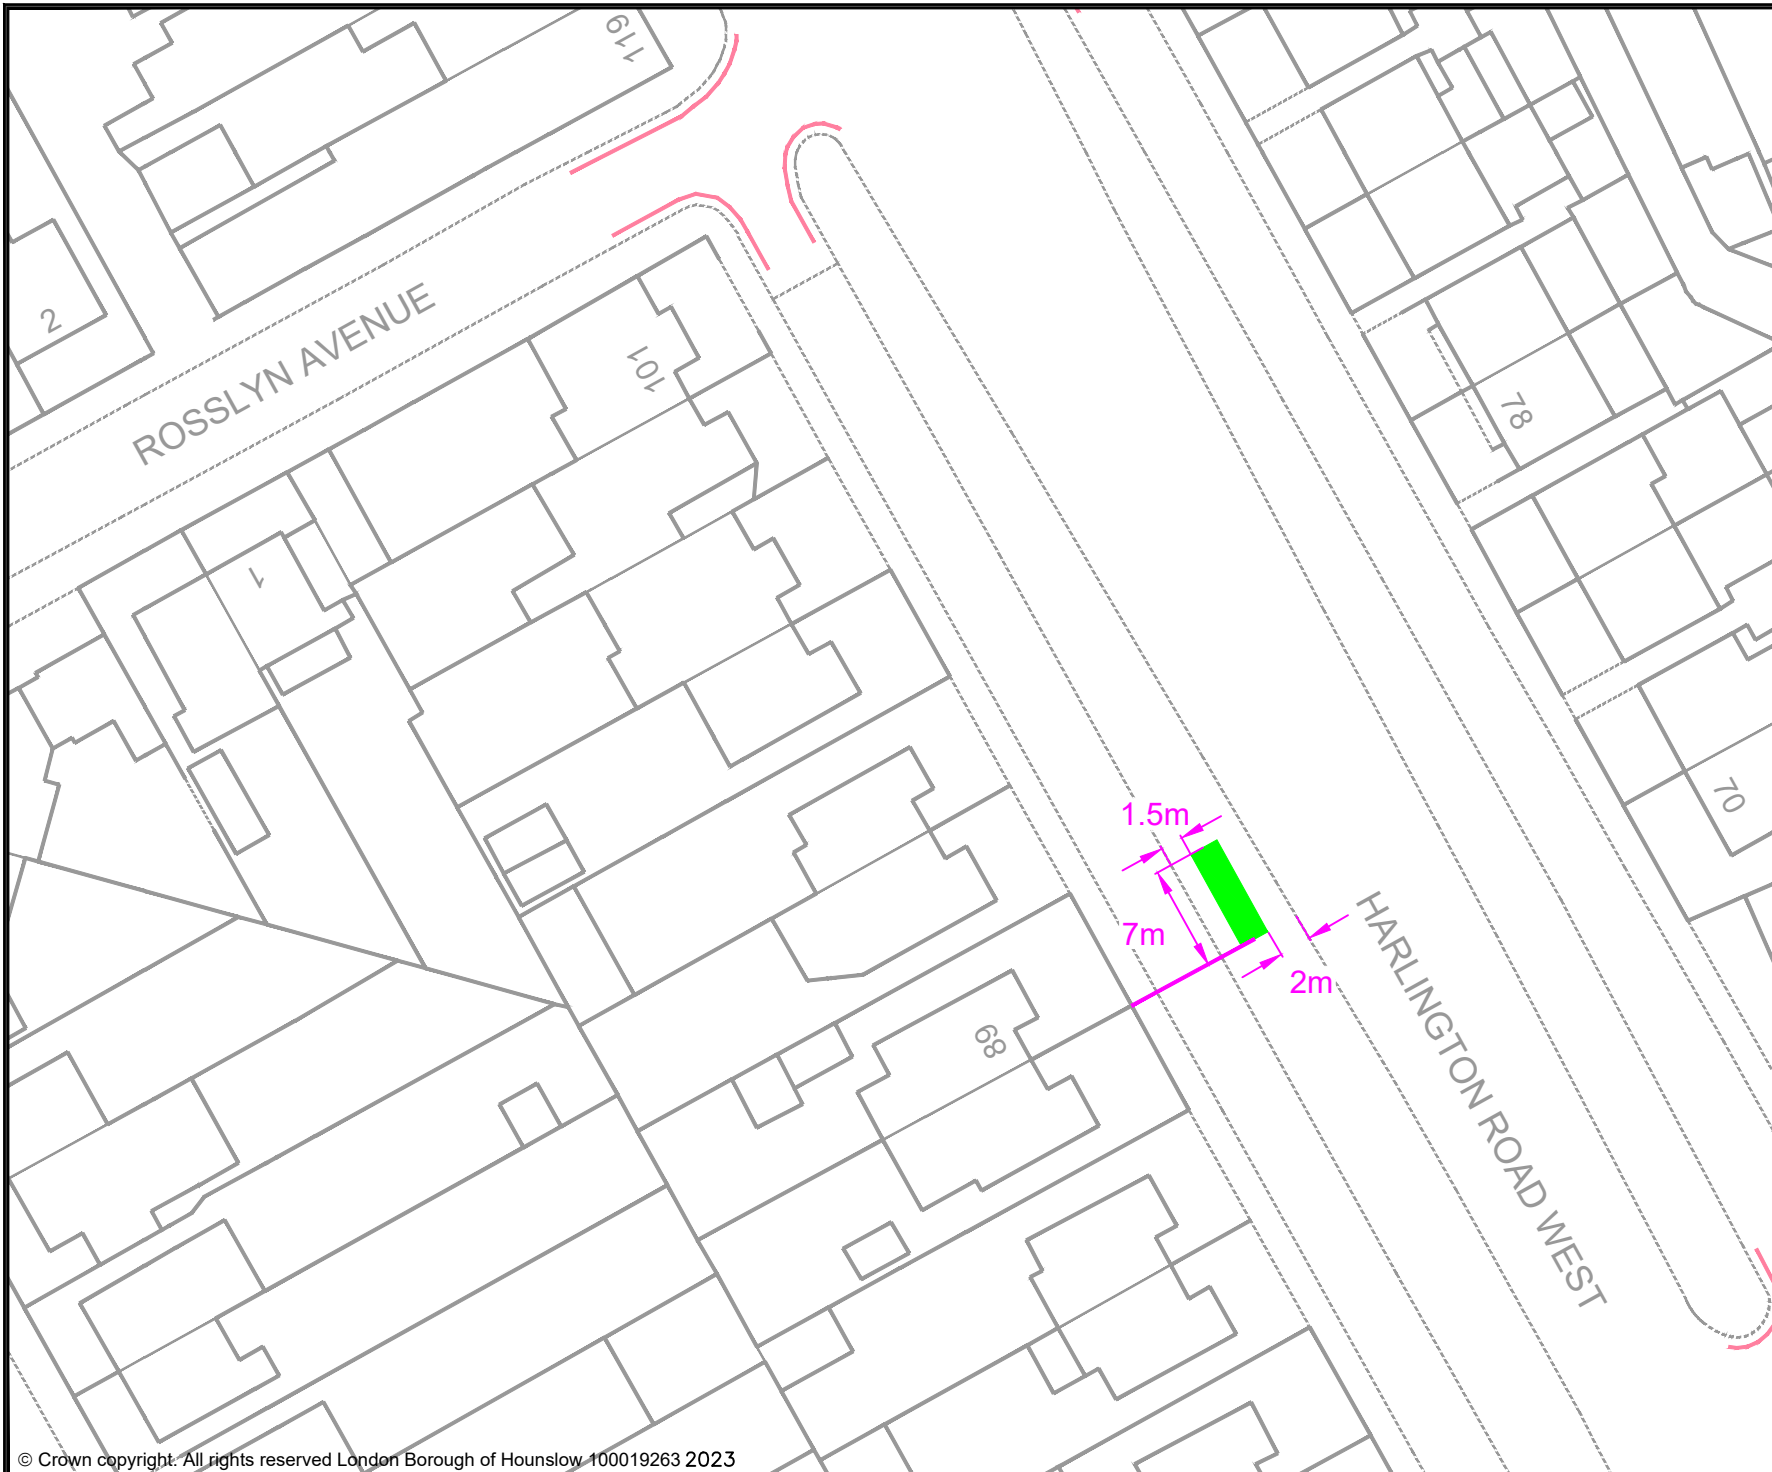 119
2
ROSSLYN AVENUE
101
78
1
70
1.5m
7m
2m
HARLINGTON ROAD WEST
89
© Crown copyright. All rights reserved London Borough of Hounslow 100019263 2023